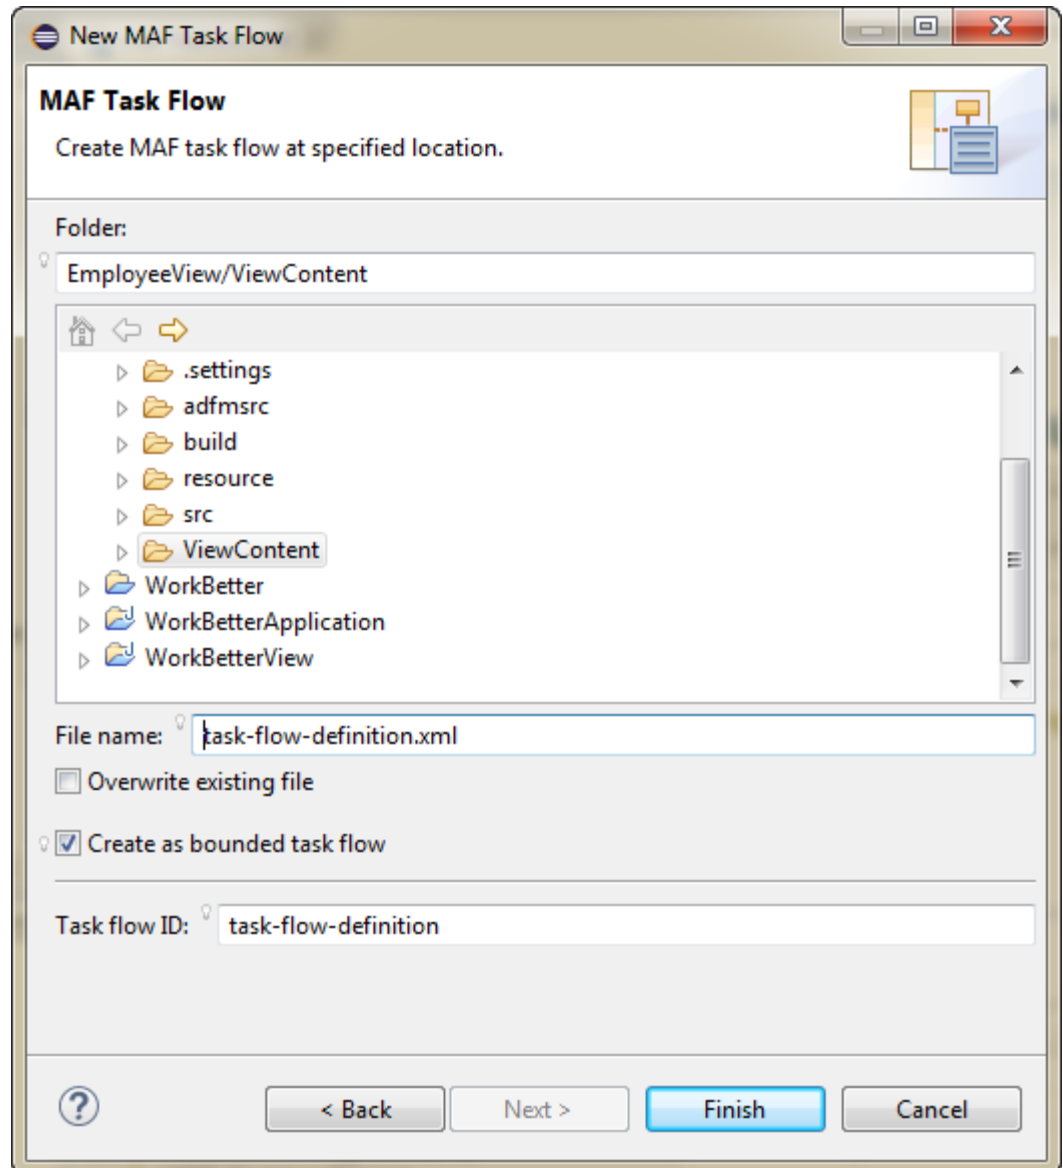 New MAF Task Flow
MAF Task Flow
Create MAF task flow at specified location.
Folder:
EmployeeView/ViewContent
.settings
adfmsrc
build
resource
src
ViewContent
WorkBetter
WorkBetterApplication
WorkBetterView
File name: task-flow-definition.xml
Overwrite existing file
Create as bounded task flow
Task flow ID: task-flow-definition
? < Back Next > Finish Cancel